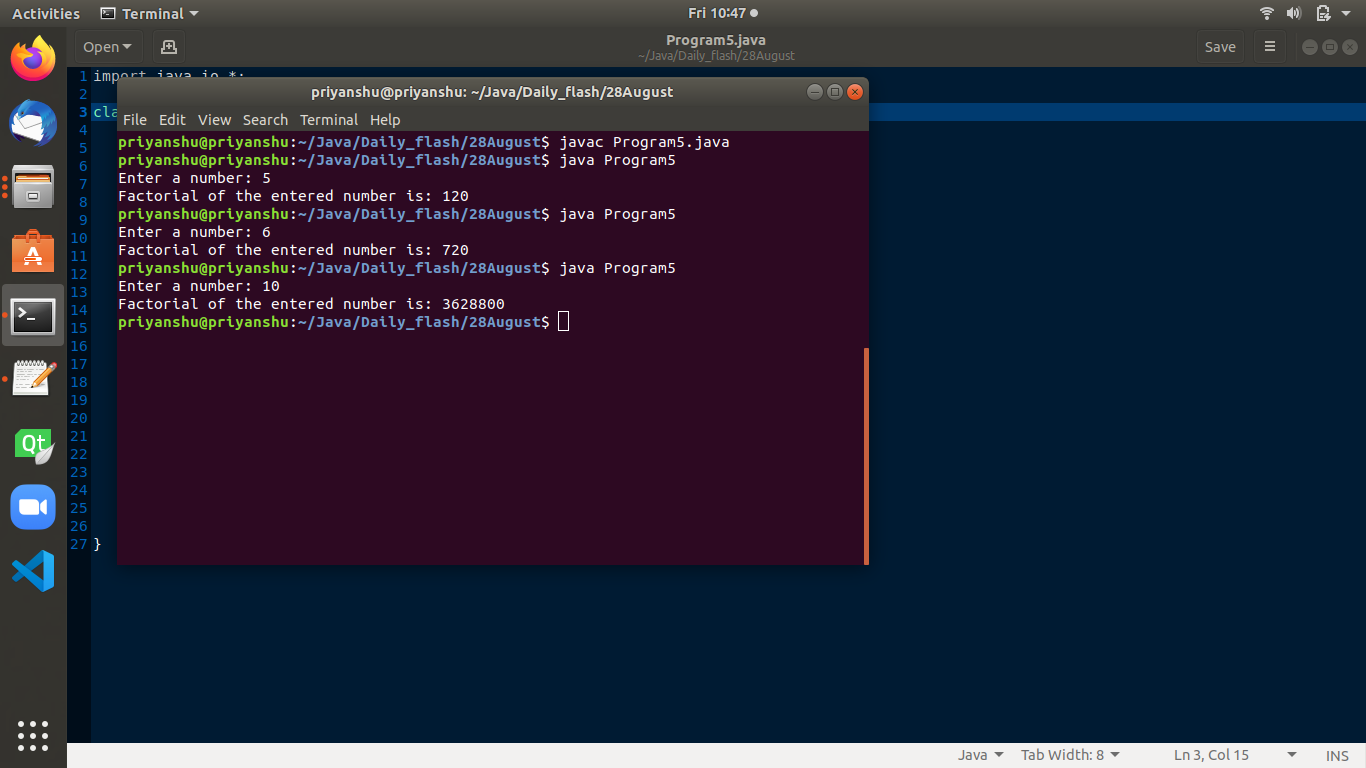 Activities Terminal Fri 10:47
Open Program5.java Save
~/Java/Daily_flash/28August
1 import java.io.*;
2
priyanshu@priyanshu: ~/Java/Daily_flash/28August
3 cla
File Edit View Search Terminal Help
4
5
6
7
8
9
10
11
12
13
14
15
16
17
18
19
20
21
22
23
24
25
26
27 }
priyanshu@priyanshu:~/Java/Daily_flash/28August$ javac Program5.java
priyanshu@priyanshu:~/Java/Daily_flash/28August$ java Program5
Enter a number: 5
Factorial of the entered number is: 120
priyanshu@priyanshu:~/Java/Daily_flash/28August$ java Program5
Enter a number: 6
Factorial of the entered number is: 720
priyanshu@priyanshu:~/Java/Daily_flash/28August$ java Program5
Enter a number: 10
Factorial of the entered number is: 3628800
priyanshu@priyanshu:~/Java/Daily_flash/28August$
Qt
Java Tab Width: 8 Ln 3, Col 15 INS